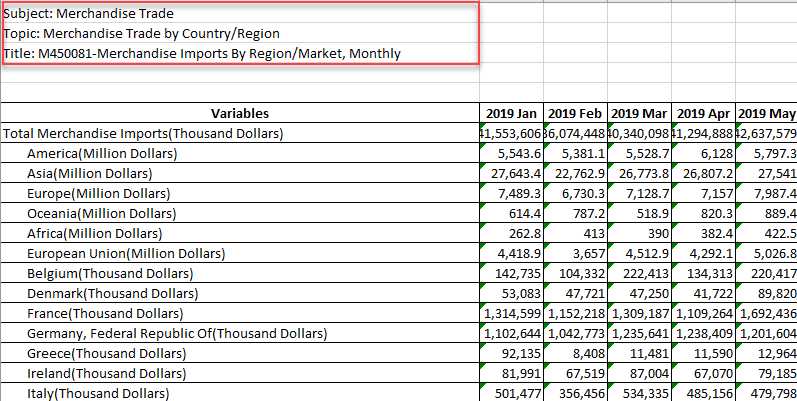 Subject: Merchandise Trade
Topic: Merchandise Trade by Country/Region
Title: M450081-Merchandise Imports By Region/Market, Monthly
Variables 2019 Jan 2019 Feb 2019 Mar 2019 Apr 2019 May
Total Merchandise Imports(Thousand Dollars) 41,553,606 36,074,448 40,340,098 41,294,888 42,637,579
America(Million Dollars) 5,543.6 5,381.1 5,528.7 6,128 5,797.3
Asia(Million Dollars) 27,643.4 22,762.9 26,773.8 26,807.2 27,541
Europe(Million Dollars) 7,489.3 6,730.3 7,128.7 7,157 7,987.4
Oceania(Million Dollars) 614.4 787.2 518.9 820.3 889.4
Africa(Million Dollars) 262.8 413 390 382.4 422.5
European Union(Million Dollars) 4,418.9 3,657 4,512.9 4,292.1 5,026.8
Belgium(Thousand Dollars) 142,735 104,332 222,413 134,313 220,417
Denmark(Thousand Dollars) 53,083 47,721 47,250 41,722 89,820
France(Thousand Dollars) 1,314,599 1,152,218 1,309,187 1,109,264 1,692,436
Germany, Federal Republic Of(Thousand Dollars) 1,102,644 1,042,773 1,235,641 1,238,409 1,201,604
Greece(Thousand Dollars) 92,135 8,408 11,481 11,590 12,964
Ireland(Thousand Dollars) 81,991 67,519 87,004 67,070 79,185
Italy(Thousand Dollars) 501,477 356,456 534,335 485,156 479,798